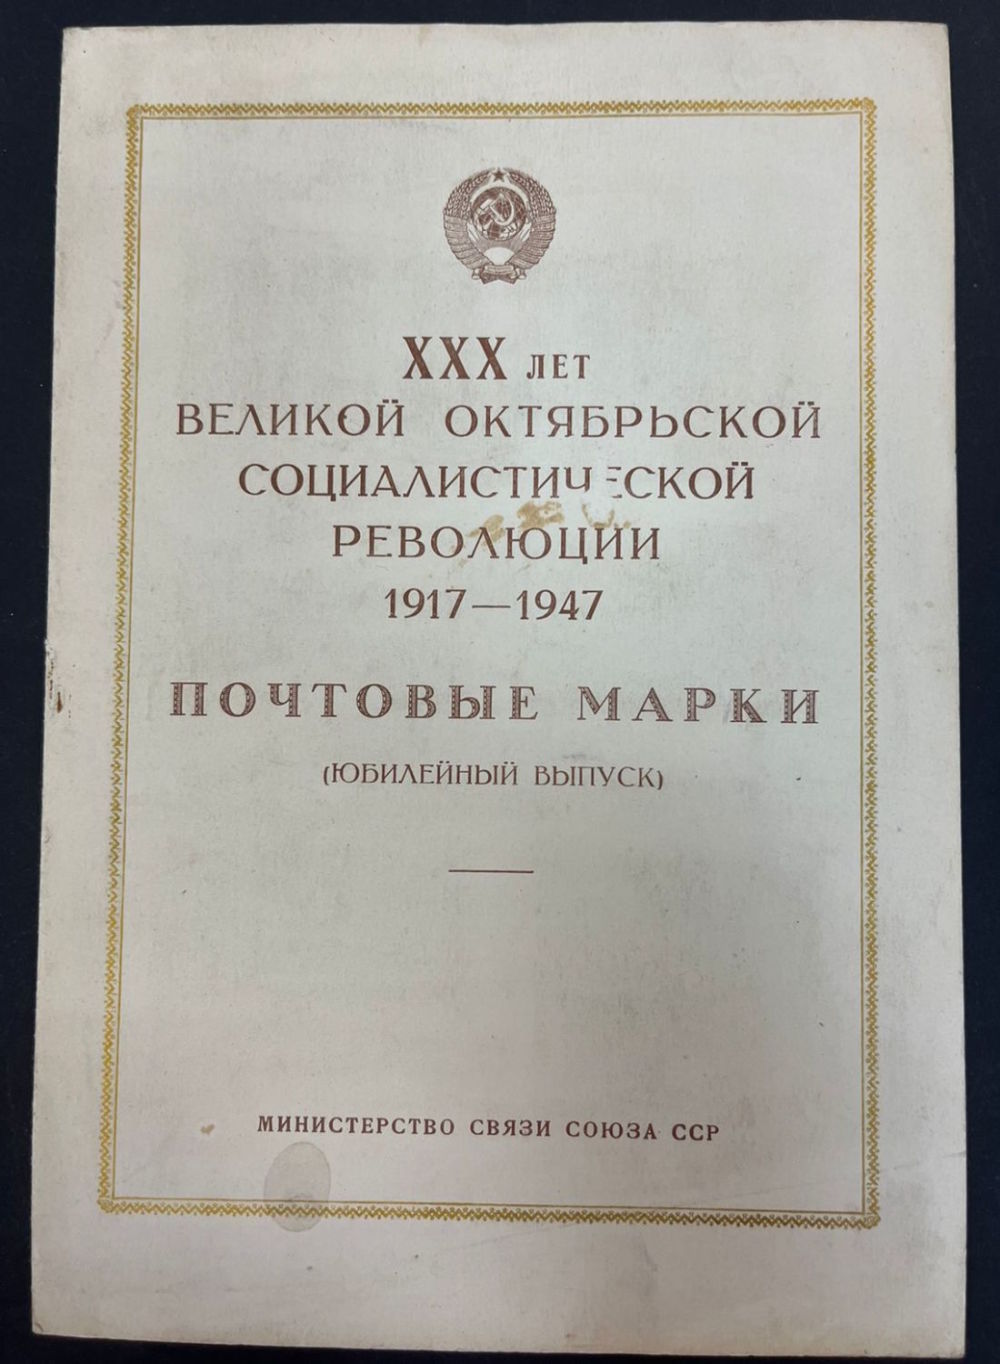 XXX ЛЕТ
ВЕЛИКОЙ ОКТЯБРЬСКОЙ
СОЦИАЛИСТИЧЕСКОЙ
РЕВОЛЮЦИИ
1917—1947
ПОЧТОВЫЕ МАРКИ
(ЮБИЛЕЙНЫЙ ВЫПУСК)
МИНИСТЕРСТВО СВЯЗИ СОЮЗА ССР